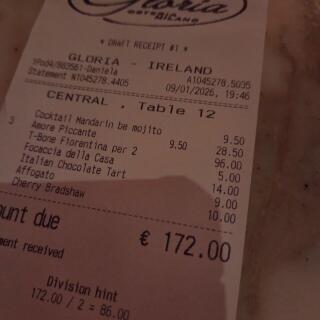 Gloria
* DRAFT RECEIPT #1 *
GLORIA - IRELAND
A1045278.5035
Statement N1045278.4405 09/01/2026, 19:46
CENTRAL , Table 12
Cocktail Mandarin be mojito 9.50
3 Amore Piccante 9.50 28.50
T-Bone Fiorentina per 2 96.00
Focaccia della Casa 5.00
Italian Chocolate Tart 14.00
Affogato 9.00
Cherry Bradshaw 10.00
ount due € 172.00
ment received
Division hint
172.00 / 2 = 86.00